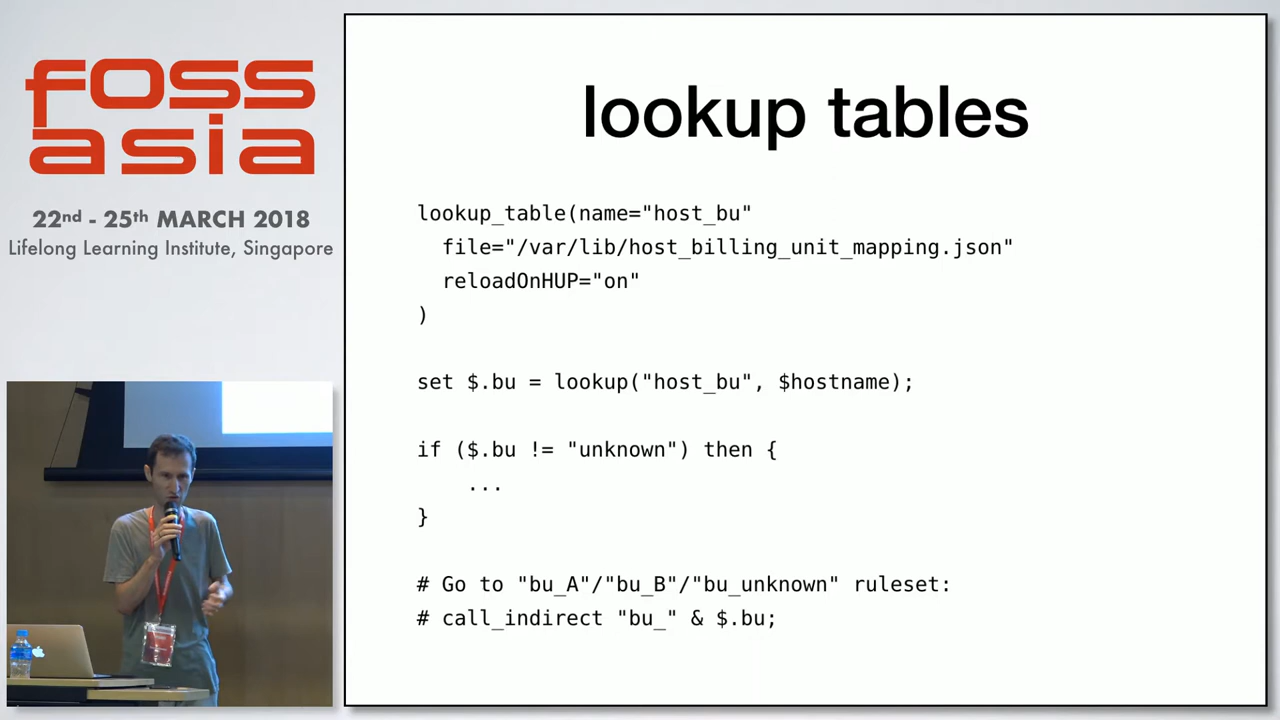 foss
asia
22nd - 25th MARCH 2018
Lifelong Learning Institute, Singapore
lookup tables
lookup_table(name="host_bu"
  file="/var/lib/host_billing_unit_mapping.json"
  reloadOnHUP="on"
)
set $.bu = lookup("host_bu", $hostname);
if ($.bu != "unknown") then {
    ...
}
# Go to "bu_A"/"bu_B"/"bu_unknown" ruleset:
# call_indirect "bu_" & $.bu;